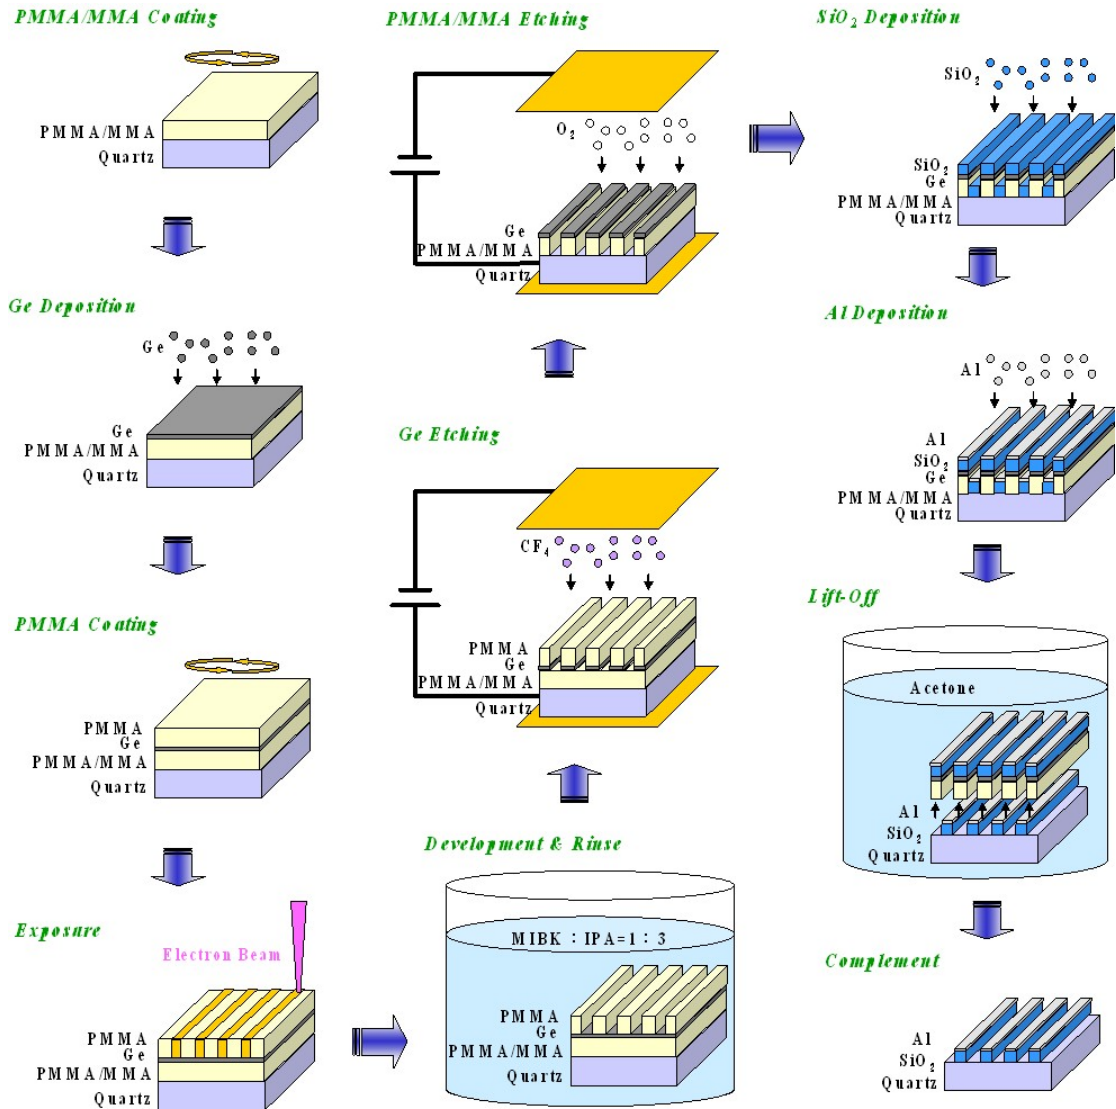 PMMA/MMA Coating
PMMA/MMA
Quartz
Ge Deposition
Ge
Ge
PMMA/MMA
Quartz
PMMA Coating
PMMA
Ge
PMMA/MMA
Quartz
Exposure
Electron Beam
PMMA
Ge
PMMA/MMA
Quartz
Development & Rinse
MIBK : IPA=1 : 3
PMMA
Ge
PMMA/MMA
Quartz
Ge Etching
CF₄
PMMA
Ge
PMMA/MMA
Quartz
PMMA/MMA Etching
O₂
Ge
PMMA/MMA
Quartz
SiO₂ Deposition
SiO₂
SiO₂
Ge
PMMA/MMA
Quartz
Al Deposition
Al
Al
SiO₂
Ge
PMMA/MMA
Quartz
Lift-Off
Acetone
Al
SiO₂
Quartz
Complement
Al
SiO₂
Quartz